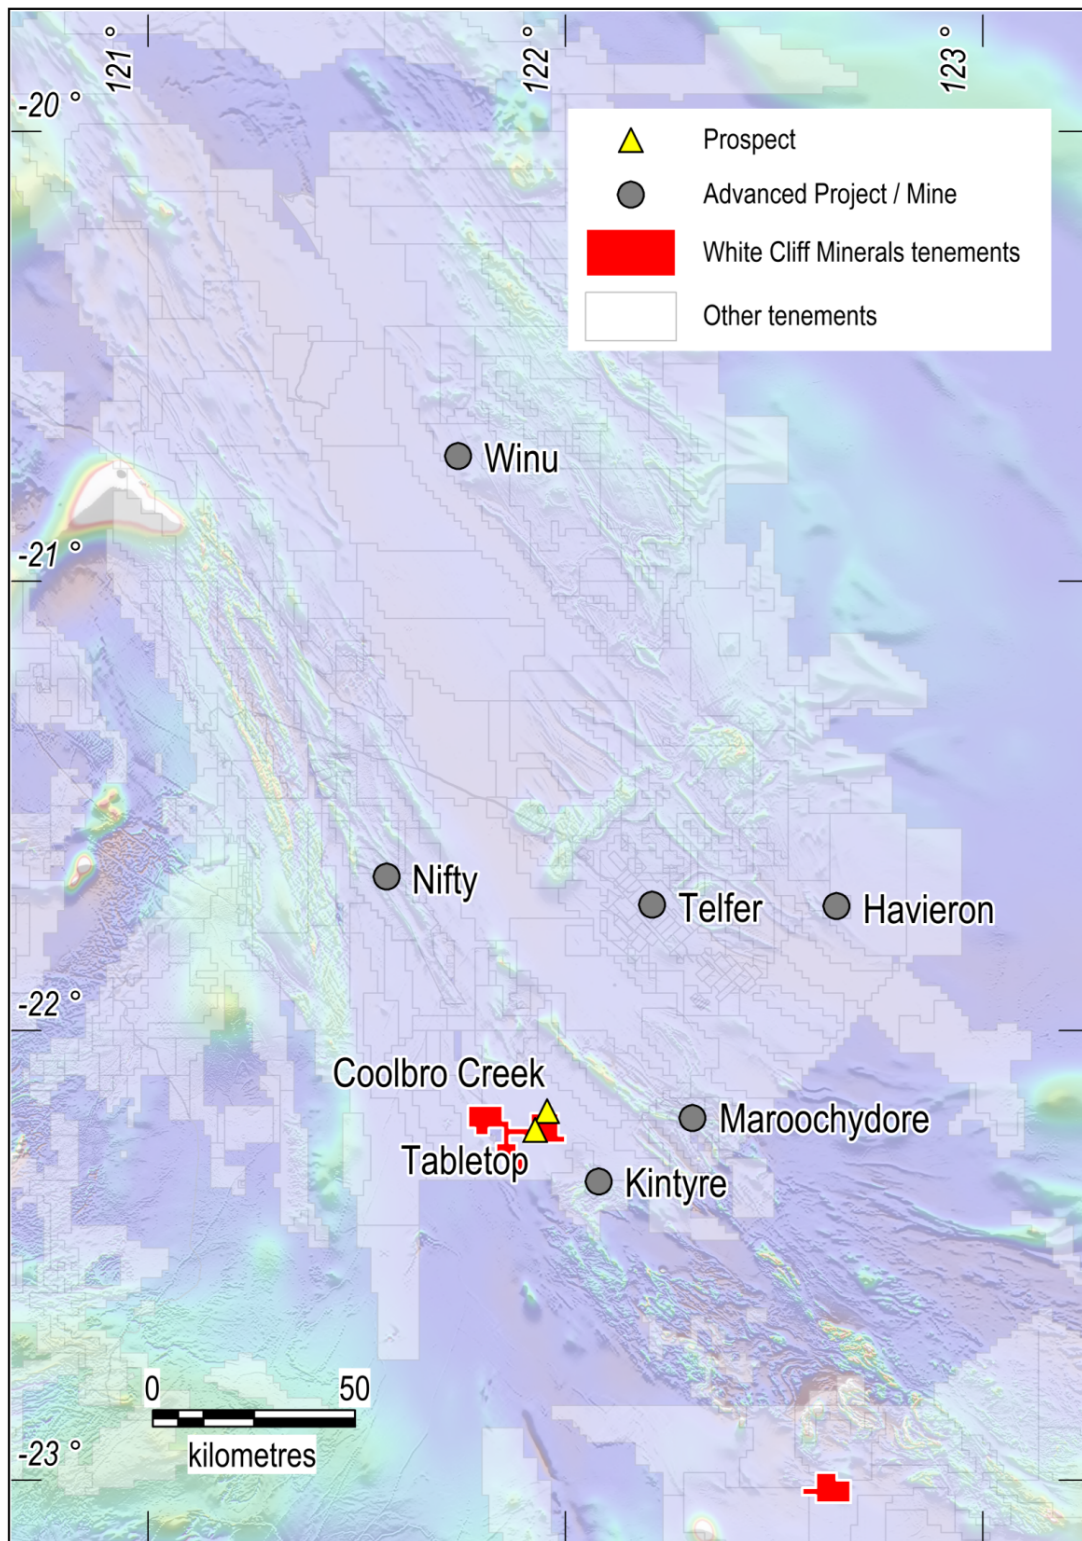 121 °
122 °
123 °
-20 °
Prospect
Advanced Project / Mine
White Cliff Minerals tenements
Other tenements
Winu
-21 °
Nifty
Telfer
Havieron
-22 °
Coolbro Creek
Maroochydore
Tabletop
Kintyre
0 50
kilometres
-23 °